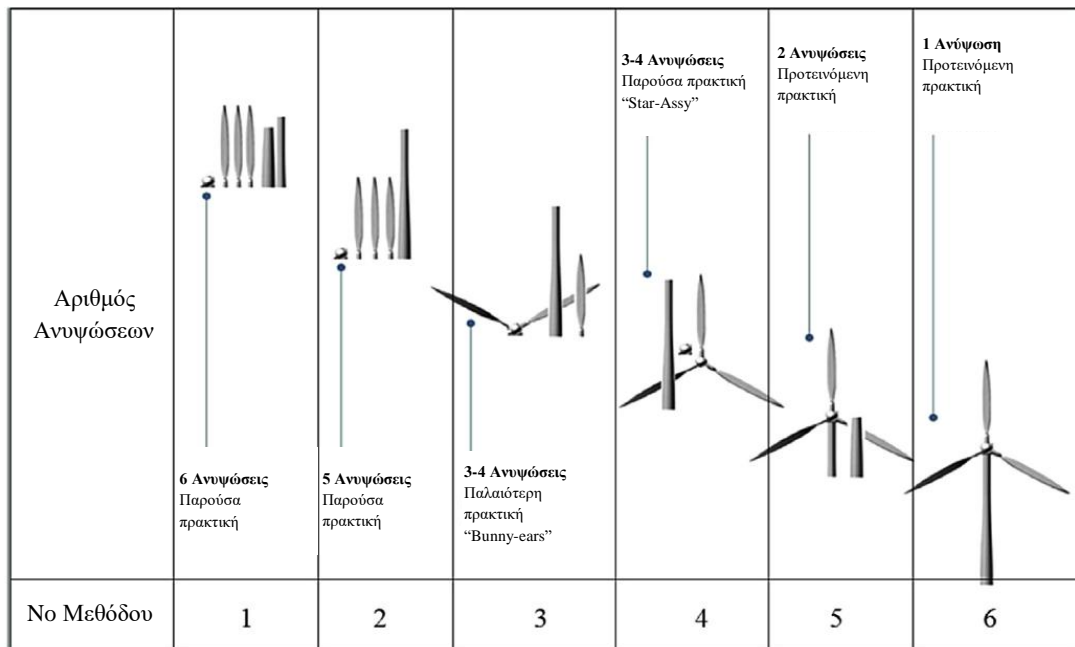 Αριθμός
Ανυψώσεων
6 Ανυψώσεις
Παρούσα
πρακτική
5 Ανυψώσεις
Παρούσα
πρακτική
3-4 Ανυψώσεις
Παλαιότερη
πρακτική
“Bunny-ears”
3-4 Ανυψώσεις
Παρούσα πρακτική
“Star-Assy”
2 Ανυψώσεις
Προτεινόμενη
πρακτική
1 Ανύψωση
Προτεινόμενη
πρακτική
Νο Μεθόδου
1
2
3
4
5
6